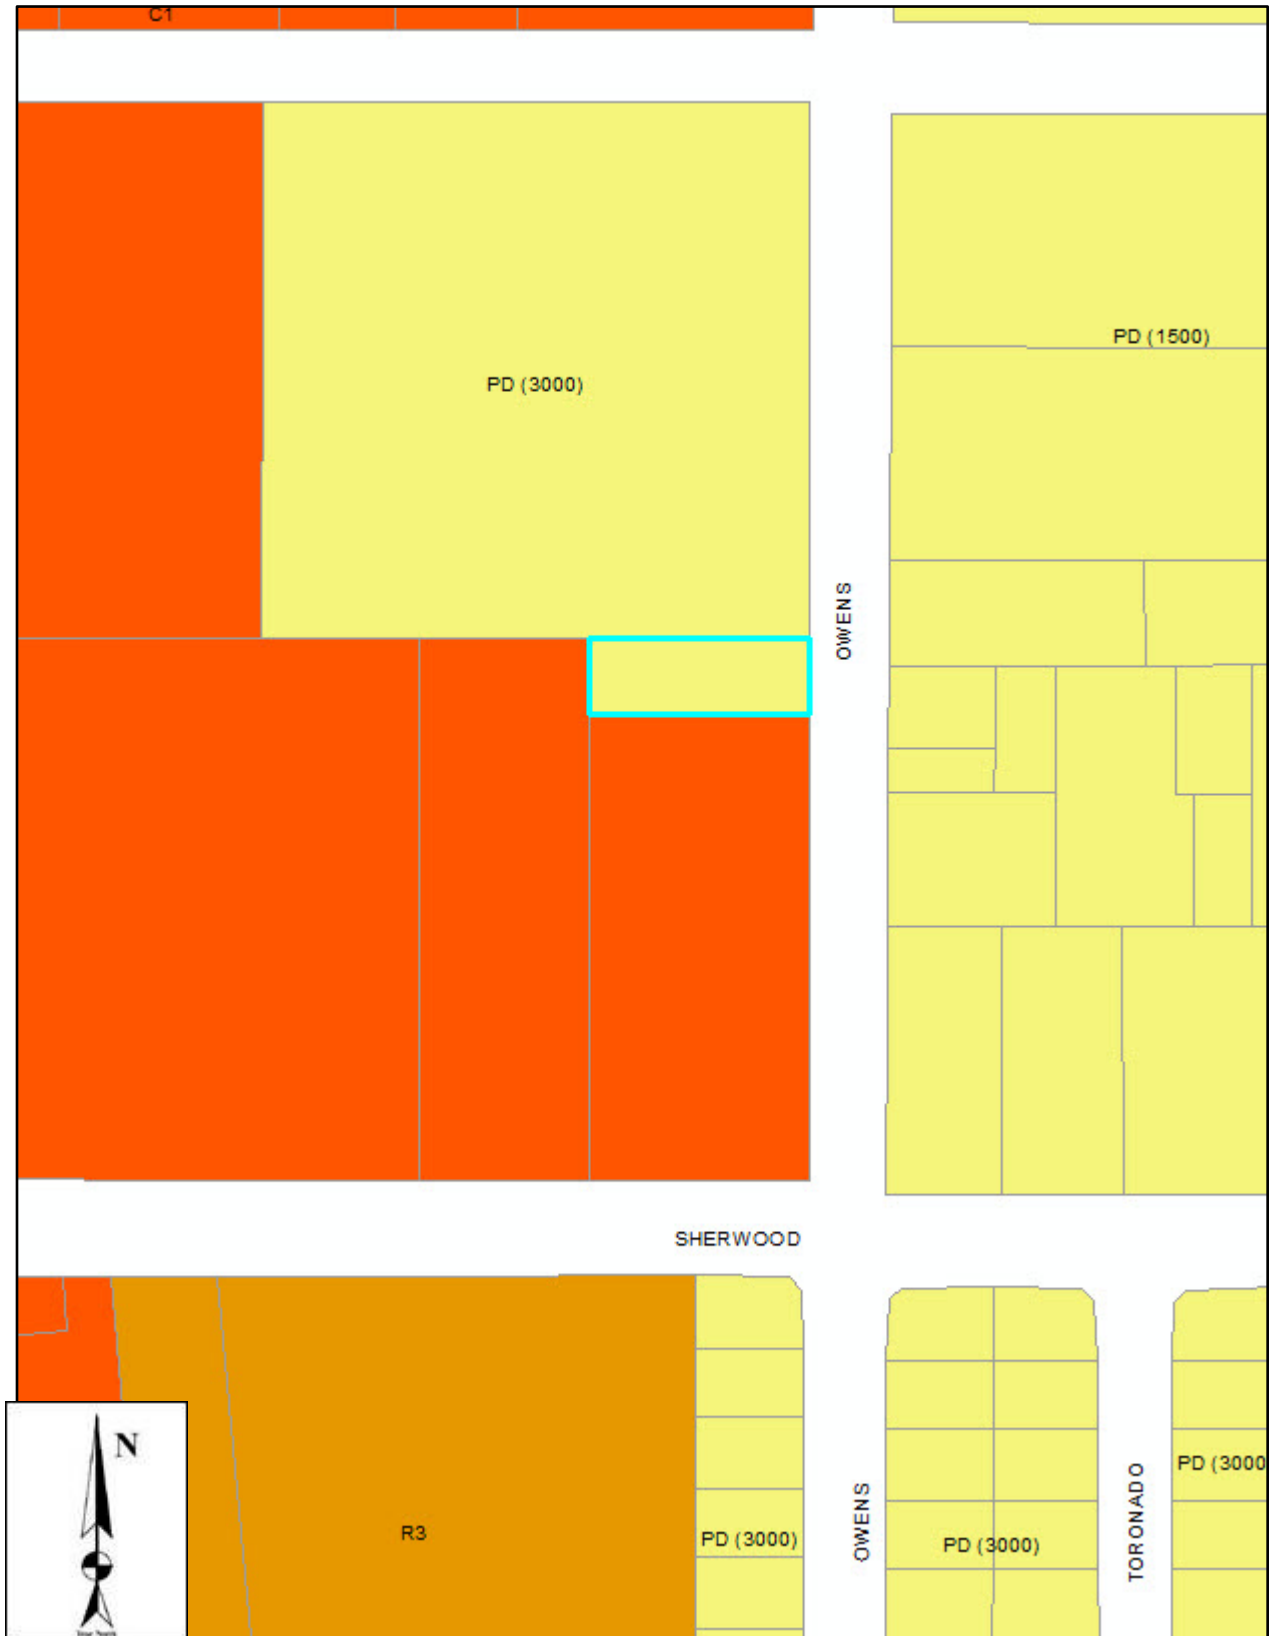 C1
PD (1500)
PD (3000)
OWENS
SHERWOOD
N
R3
PD (3000)
OWENS
PD (3000)
TORONADO
PD (3000